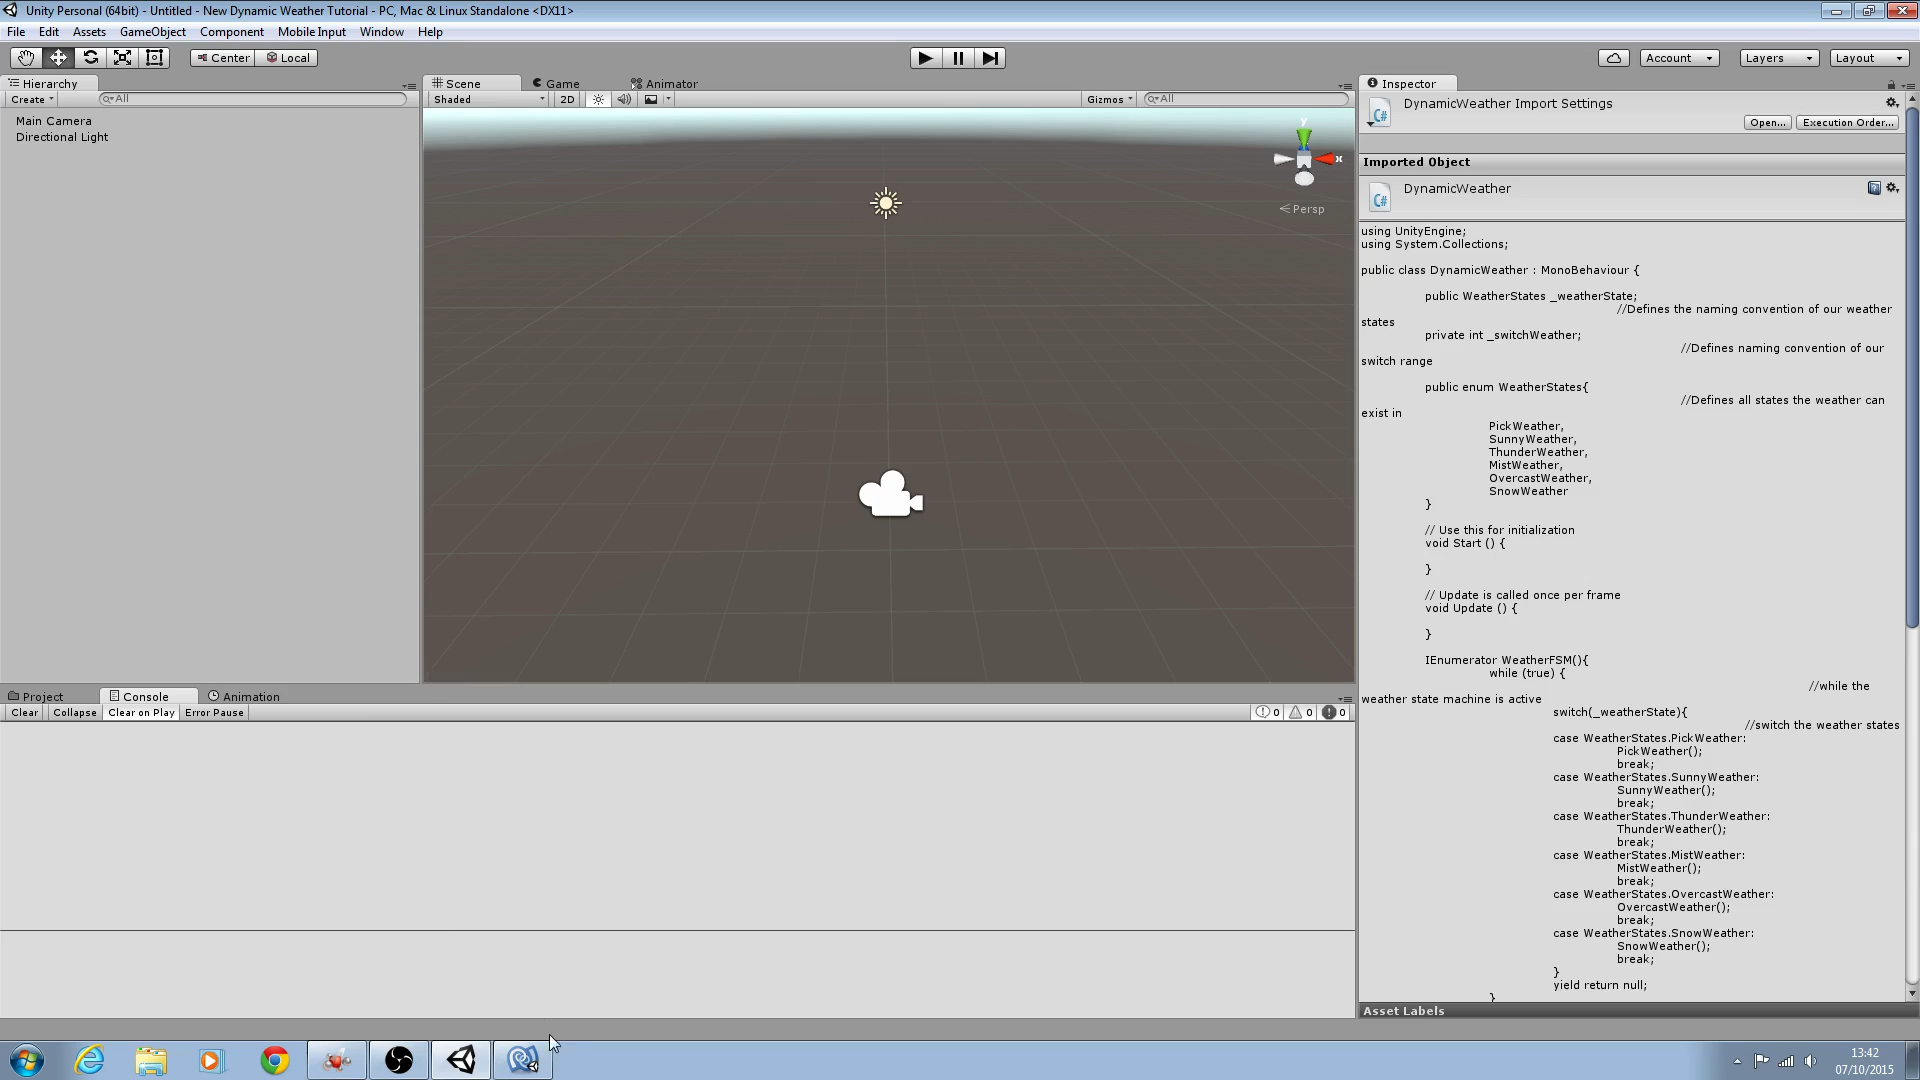 Unity Personal (64bit) - Untitled - New Dynamic Weather Tutorial - PC, Mac & Linux Standalone <DX11>
File Edit Assets GameObject Component Mobile Input Window Help
Center Local
Account Layers Layout
Hierarchy
Create All
Main Camera
Directional Light
Scene Game Animator
Shaded 2D Gizmos All
y
x
Persp
Inspector
DynamicWeather Import Settings
Open... Execution Order...
Imported Object
DynamicWeather
using UnityEngine;
using System.Collections;
public class DynamicWeather : MonoBehaviour {
public WeatherStates _weatherState;
//Defines the naming convention of our weather
states
private int _switchWeather;
//Defines naming convention of our
switch range
public enum WeatherStates{
//Defines all states the weather can
exist in
PickWeather,
SunnyWeather,
ThunderWeather,
MistWeather,
OvercastWeather,
SnowWeather
}
// Use this for initialization
void Start () {
}
// Update is called once per frame
void Update () {
}
IEnumerator WeatherFSM(){
while (true) {
//while the
weather state machine is active
switch(_weatherState){
//switch the weather states
case WeatherStates.PickWeather:
PickWeather();
break;
case WeatherStates.SunnyWeather:
SunnyWeather();
break;
case WeatherStates.ThunderWeather:
ThunderWeather();
break;
case WeatherStates.MistWeather:
MistWeather();
break;
case WeatherStates.OvercastWeather:
OvercastWeather();
break;
case WeatherStates.SnowWeather:
SnowWeather();
break;
}
yield return null;
}
Asset Labels
Project Console Animation
Clear Collapse Clear on Play Error Pause 0 0 0
13:42
07/10/2015